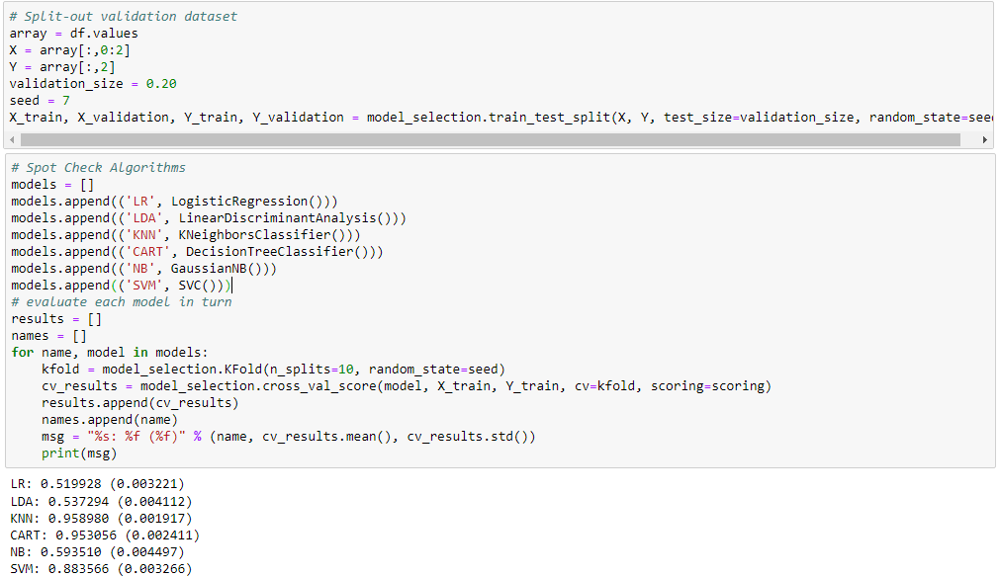 # Split-out validation dataset
array = df.values
X = array[:,0:2]
Y = array[:,2]
validation_size = 0.20
seed = 7
X_train, X_validation, Y_train, Y_validation = model_selection.train_test_split(X, Y, test_size=validation_size, random_state=see
# Spot Check Algorithms
models = []
models.append(('LR', LogisticRegression()))
models.append(('LDA', LinearDiscriminantAnalysis()))
models.append(('KNN', KNeighborsClassifier()))
models.append(('CART', DecisionTreeClassifier()))
models.append(('NB', GaussianNB()))
models.append(('SVM', SVC()))
# evaluate each model in turn
results = []
names = []
for name, model in models:
    kfold = model_selection.KFold(n_splits=10, random_state=seed)
    cv_results = model_selection.cross_val_score(model, X_train, Y_train, cv=kfold, scoring=scoring)
    results.append(cv_results)
    names.append(name)
    msg = "%s: %f (%f)" % (name, cv_results.mean(), cv_results.std())
    print(msg)
LR: 0.519928 (0.003221)
LDA: 0.537294 (0.004112)
KNN: 0.958980 (0.001917)
CART: 0.953056 (0.002411)
NB: 0.593510 (0.004497)
SVM: 0.883566 (0.003266)